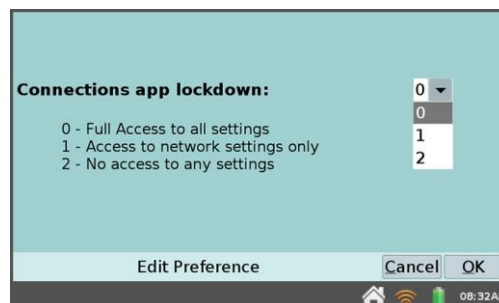 Connections app lockdown: 0
0
1
2
0 - Full Access to all settings
1 - Access to network settings only
2 - No access to any settings
Edit Preference Cancel OK
08:32A